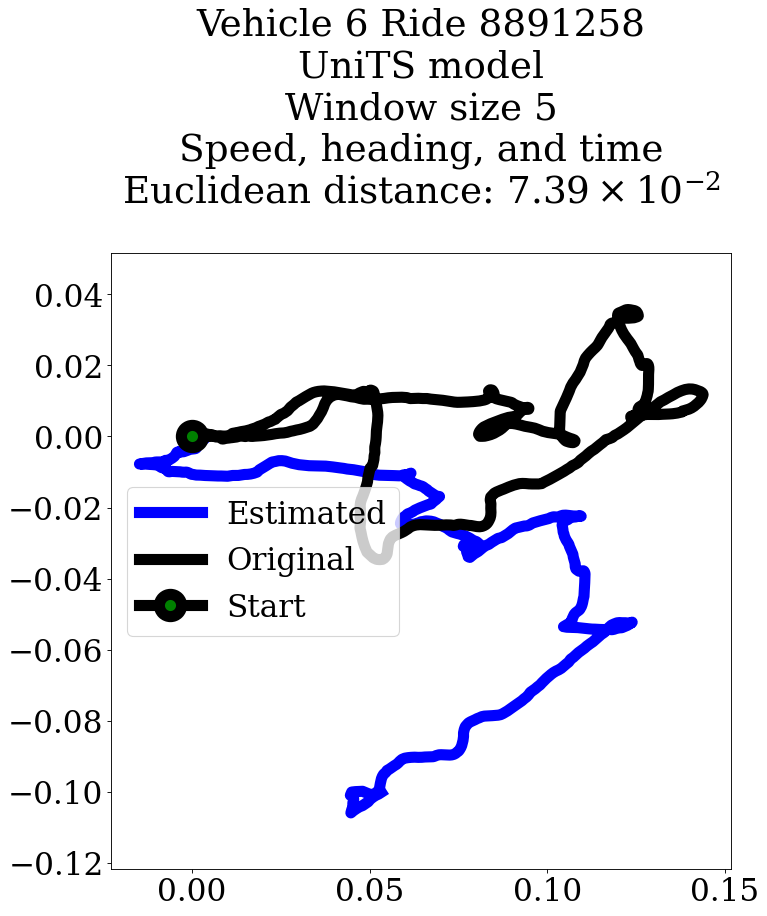 Vehicle 6 Ride 8891258
UniTS model
Window size 5
Speed, heading, and time
Euclidean distance: $7.39 \times 10^{-2}$
0.04
0.02
0.00
−0.02
−0.04
−0.06
−0.08
−0.10
−0.12
Estimated
Original
Start
0.00 0.05 0.10 0.15